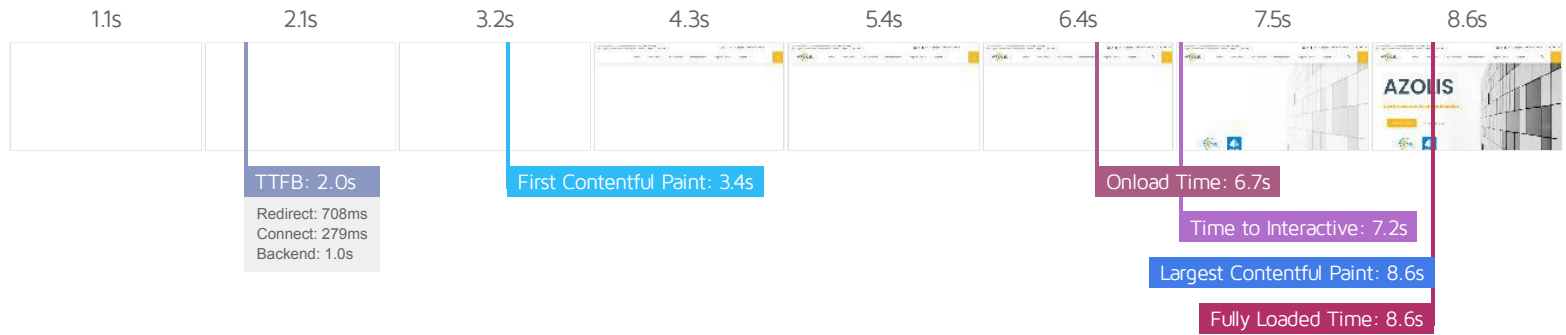 1.1s
2.1s
3.2s
4.3s
5.4s
6.4s
7.5s
8.6s
AZOLIS
TTFB: 2.0s
Redirect: 708ms
Connect: 279ms
Backend: 1.0s
First Contentful Paint: 3.4s
Onload Time: 6.7s
Time to Interactive: 7.2s
Largest Contentful Paint: 8.6s
Fully Loaded Time: 8.6s